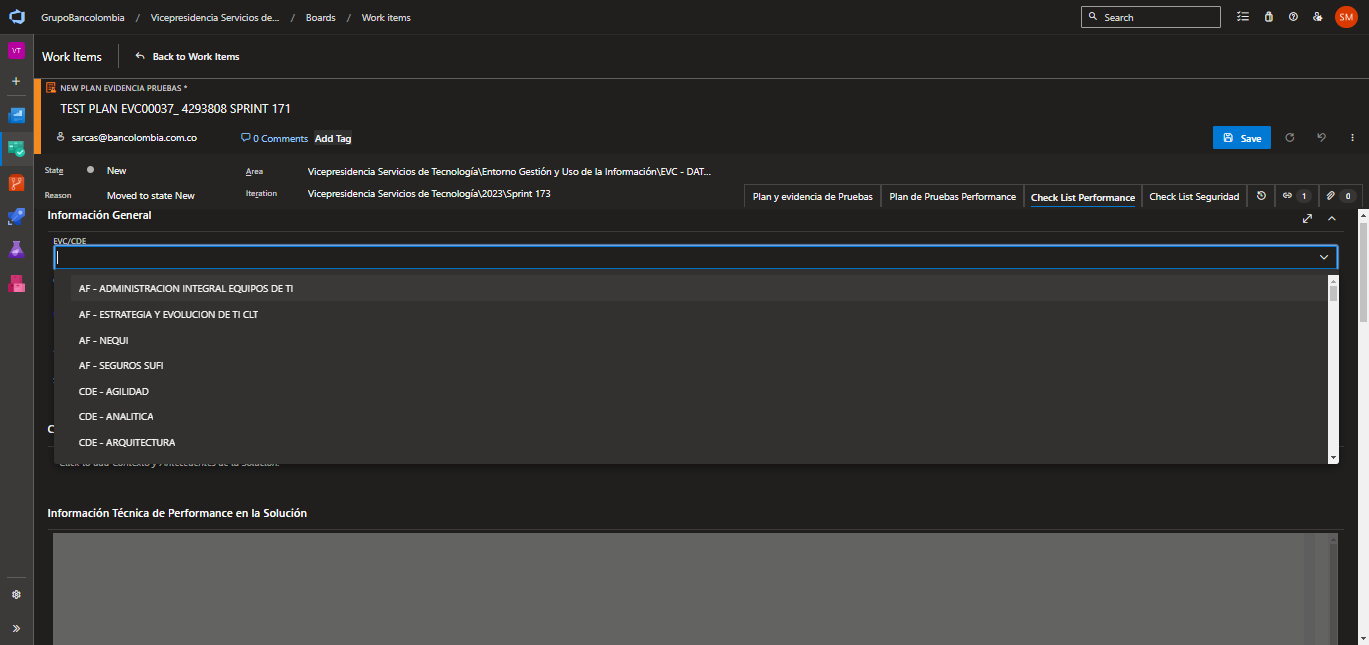 GrupoBancolombia / Vicepresidencia Servicios de... / Boards / Work items
Search
SM
VT
Work Items
Back to Work Items
NEW PLAN EVIDENCIA PRUEBAS *
TEST PLAN EVC00037_ 4293808 SPRINT 171
sarcas@bancolombia.com.co
0 Comments
Add Tag
Save
State
New
Area
Vicepresidencia Servicios de Tecnología\Entorno Gestión y Uso de la Información\EVC - DAT...
Reason
Moved to state New
Iteration
Vicepresidencia Servicios de Tecnología\2023\Sprint 173
Plan y evidencia de Pruebas
Plan de Pruebas Performance
Check List Performance
Check List Seguridad
1
0
Información General
EVC/CDE
AF - ADMINISTRACION INTEGRAL EQUIPOS DE TI
AF - ESTRATEGIA Y EVOLUCION DE TI CLT
AF - NEQUI
AF - SEGUROS SUFI
CDE - AGILIDAD
CDE - ANALITICA
CDE - ARQUITECTURA
Click to add Contexto y Antecedentes de la Solución.
Información Técnica de Performance en la Solución